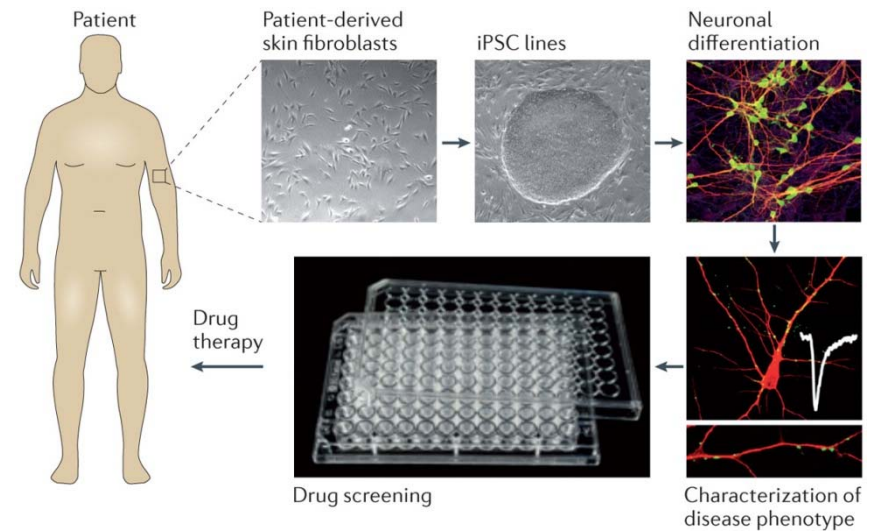 Patient
Patient-derived
skin fibroblasts
iPSC lines
Neuronal
differentiation
Drug
therapy
Drug screening
Characterization of
disease phenotype